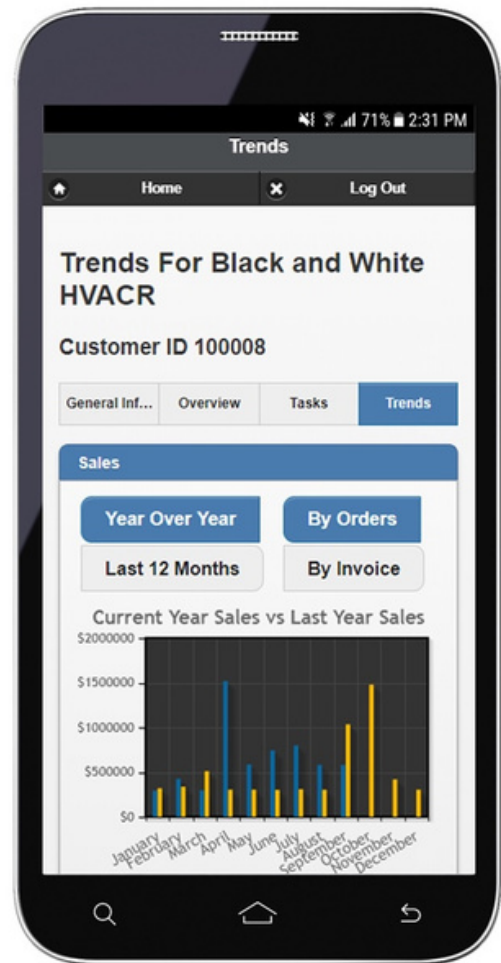 71% 2:31 PM
Trends
Home Log Out
Trends For Black and White
HVACR
Customer ID 100008
General Inf... Overview Tasks Trends
Sales
Year Over Year By Orders
Last 12 Months By Invoice
Current Year Sales vs Last Year Sales
$2000000
$1500000
$1000000
$500000
$0
January February March April May June July August September October November December